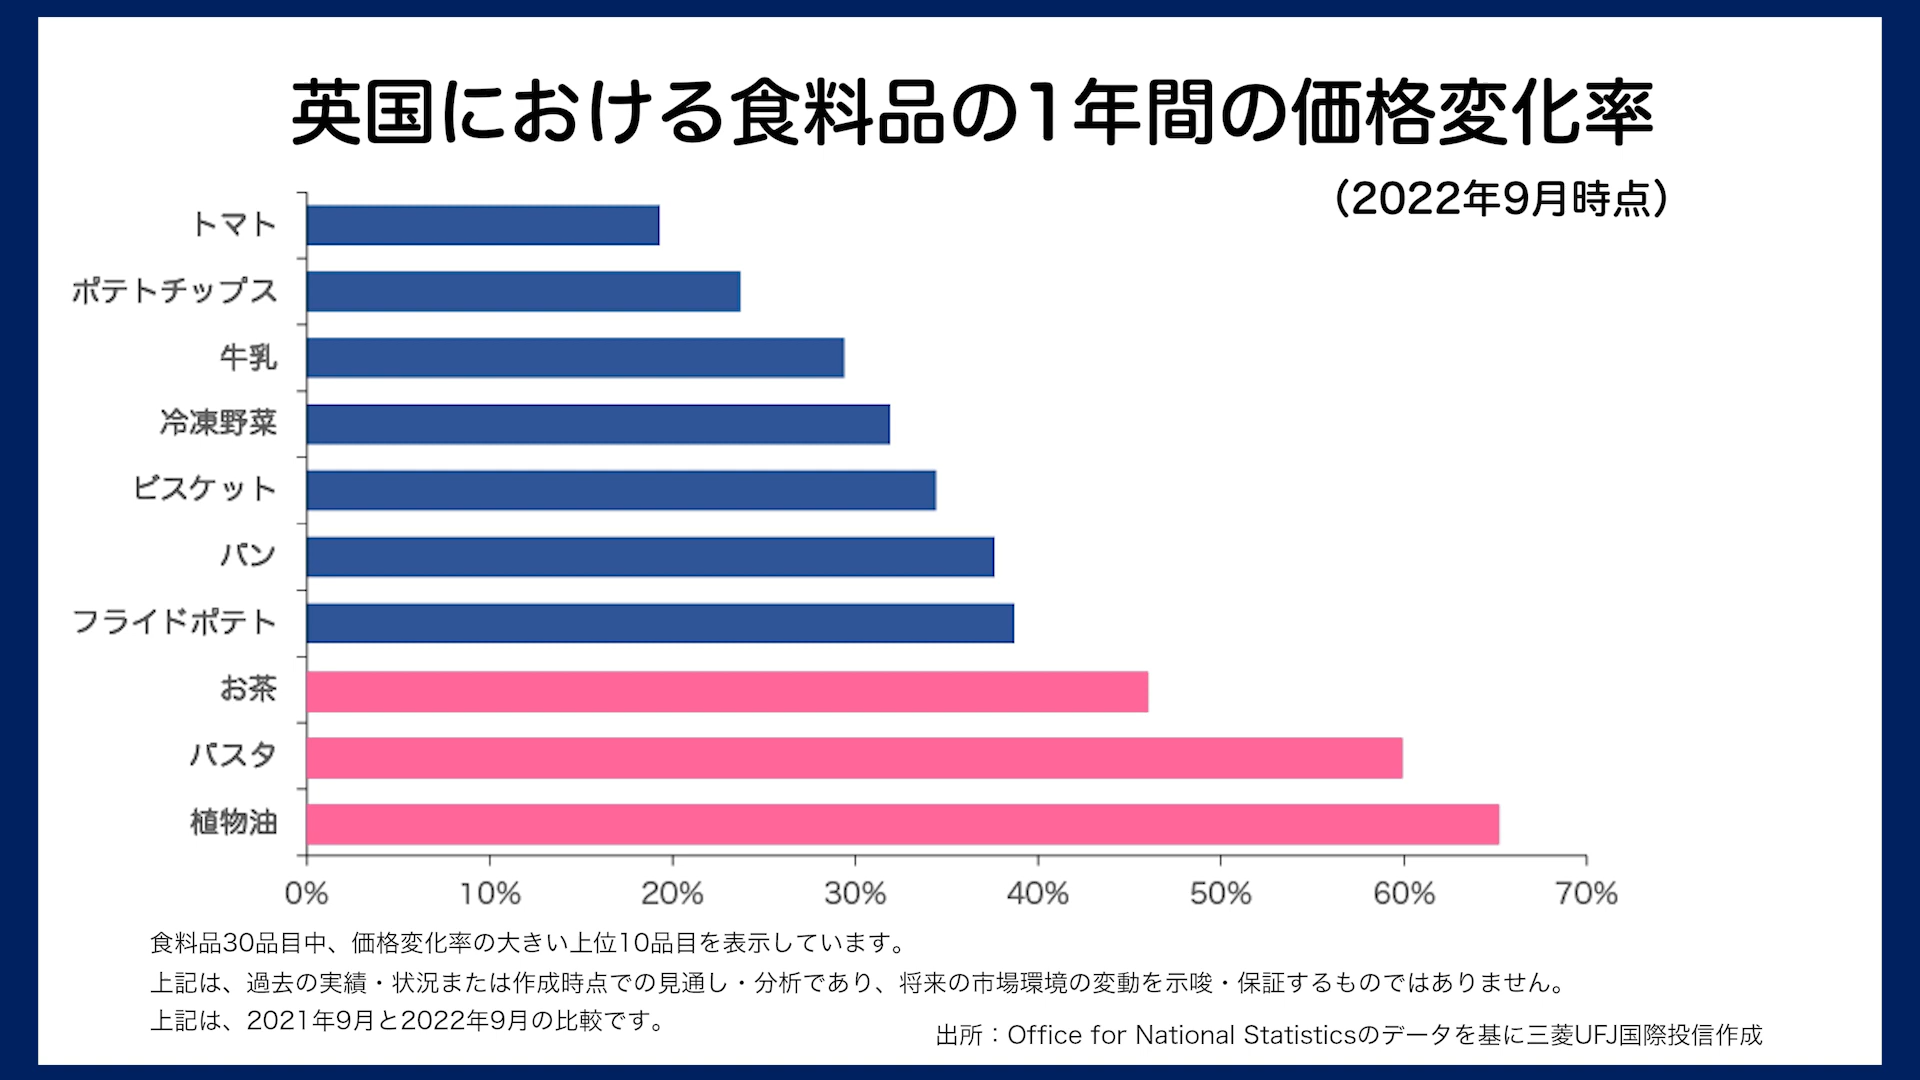 英国における食料品の1年間の価格変化率
（2022年9月時点）
トマト
ポテトチップス
牛乳
冷凍野菜
ビスケット
パン
フライドポテト
お茶
パスタ
植物油
0% 10% 20% 30% 40% 50% 60% 70%
食料品30品目中、価格変化率の大きい上位10品目を表示しています。
上記は、過去の実績・状況または作成時点での見通し・分析であり、将来の市場環境の変動を示唆・保証するものではありません。
上記は、2021年9月と2022年9月の比較です。
出所：Office for National Statisticsのデータを基に三菱UFJ国際投信作成